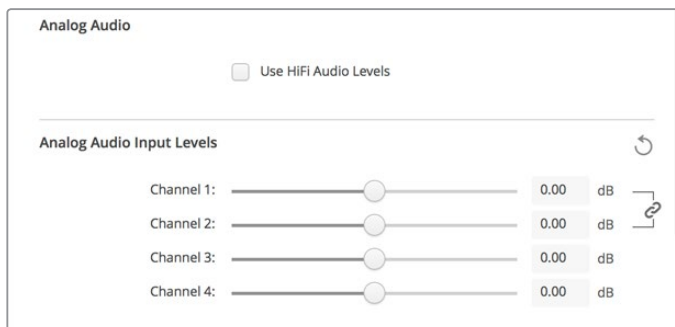 Analog Audio
Use HiFi Audio Levels
Analog Audio Input Levels
Channel 1: 0.00 dB
Channel 2: 0.00 dB
Channel 3: 0.00 dB
Channel 4: 0.00 dB